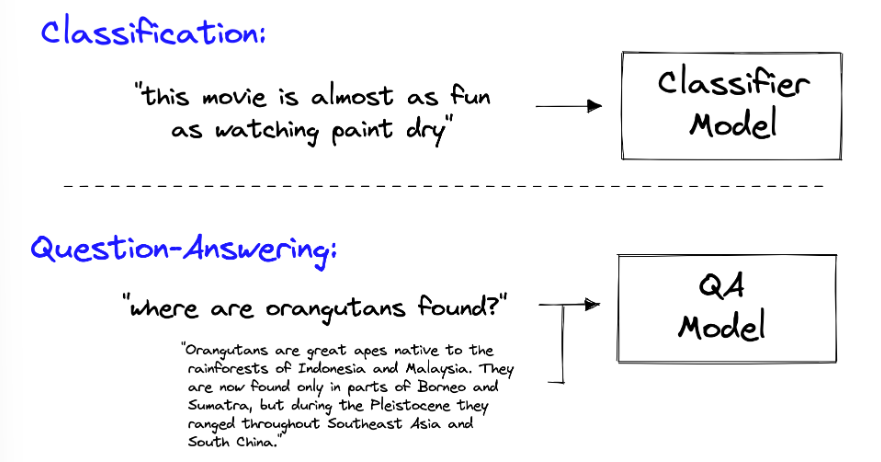 Classification:
"this movie is almost as fun
as watching paint dry"
Classifier
Model
Question-Answering:
"where are orangutans found?"
"Orangutans are great apes native to the
rainforests of Indonesia and Malaysia. They
are now found only in parts of Borneo and
Sumatra, but during the Pleistocene they
ranged throughout Southeast Asia and
South China."
QA
Model